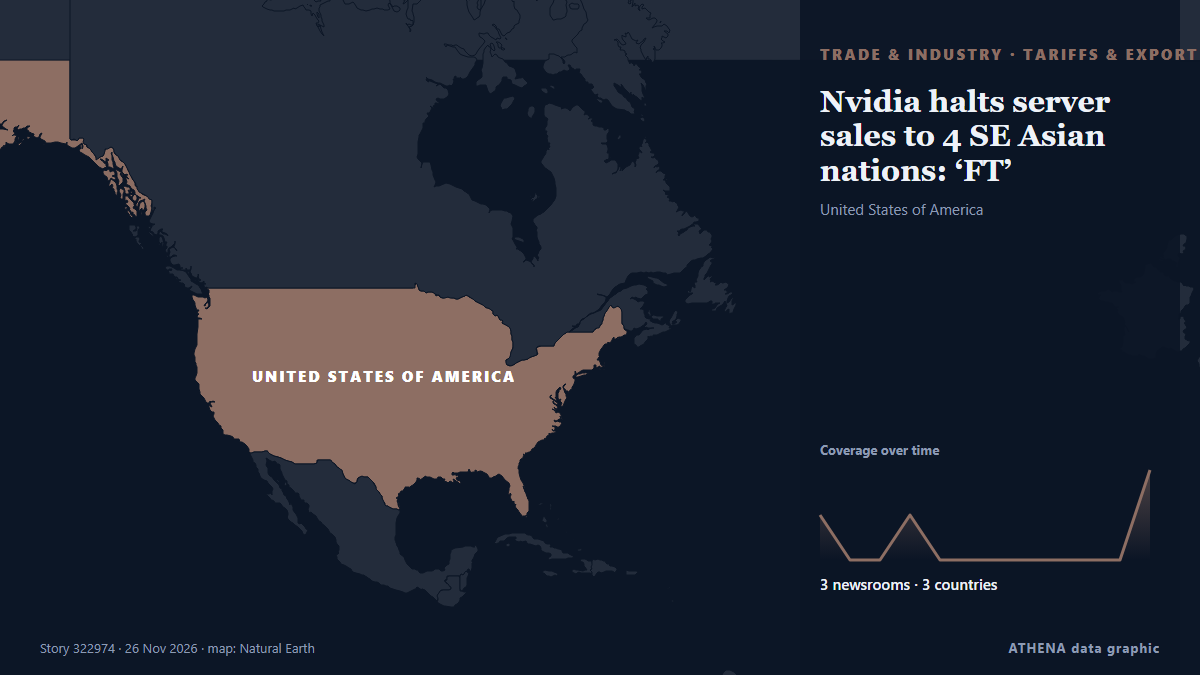 TRADE & INDUSTRY · TARIFFS & EXPORT
Nvidia halts server
sales to 4 SE Asian
nations: ‘FT’
United States of America
UNITED STATES OF AMERICA
Coverage over time
3 newsrooms · 3 countries
Story 322974 · 26 Nov 2026 · map: Natural Earth
ATHENA data graphic